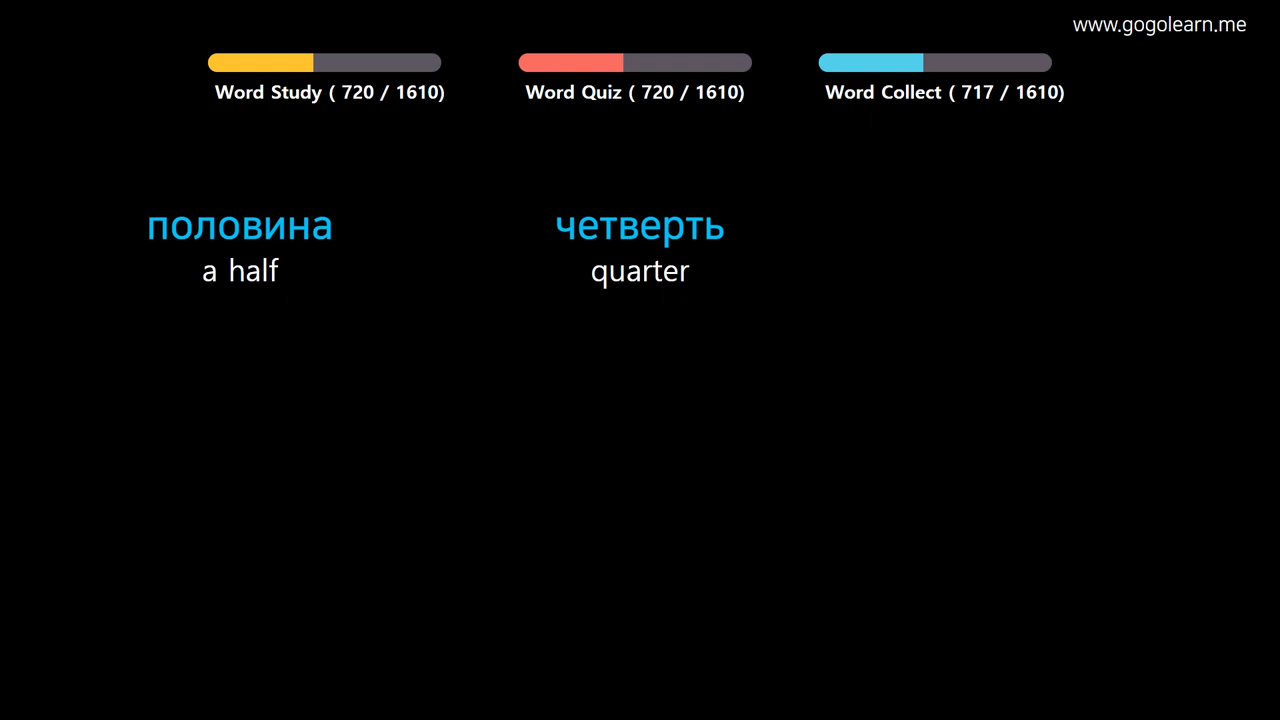 www.gogolearn.me
Word Study ( 720 / 1610)
Word Quiz ( 720 / 1610)
Word Collect ( 717 / 1610)
половина
a half
четверть
quarter